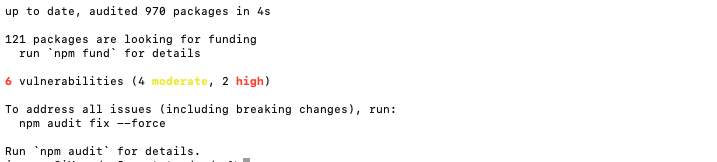 up to date, audited 970 packages in 4s
121 packages are looking for funding
run `npm fund` for details
6 vulnerabilities (4 moderate, 2 high)
To address all issues (including breaking changes), run:
npm audit fix --force
Run `npm audit` for details.